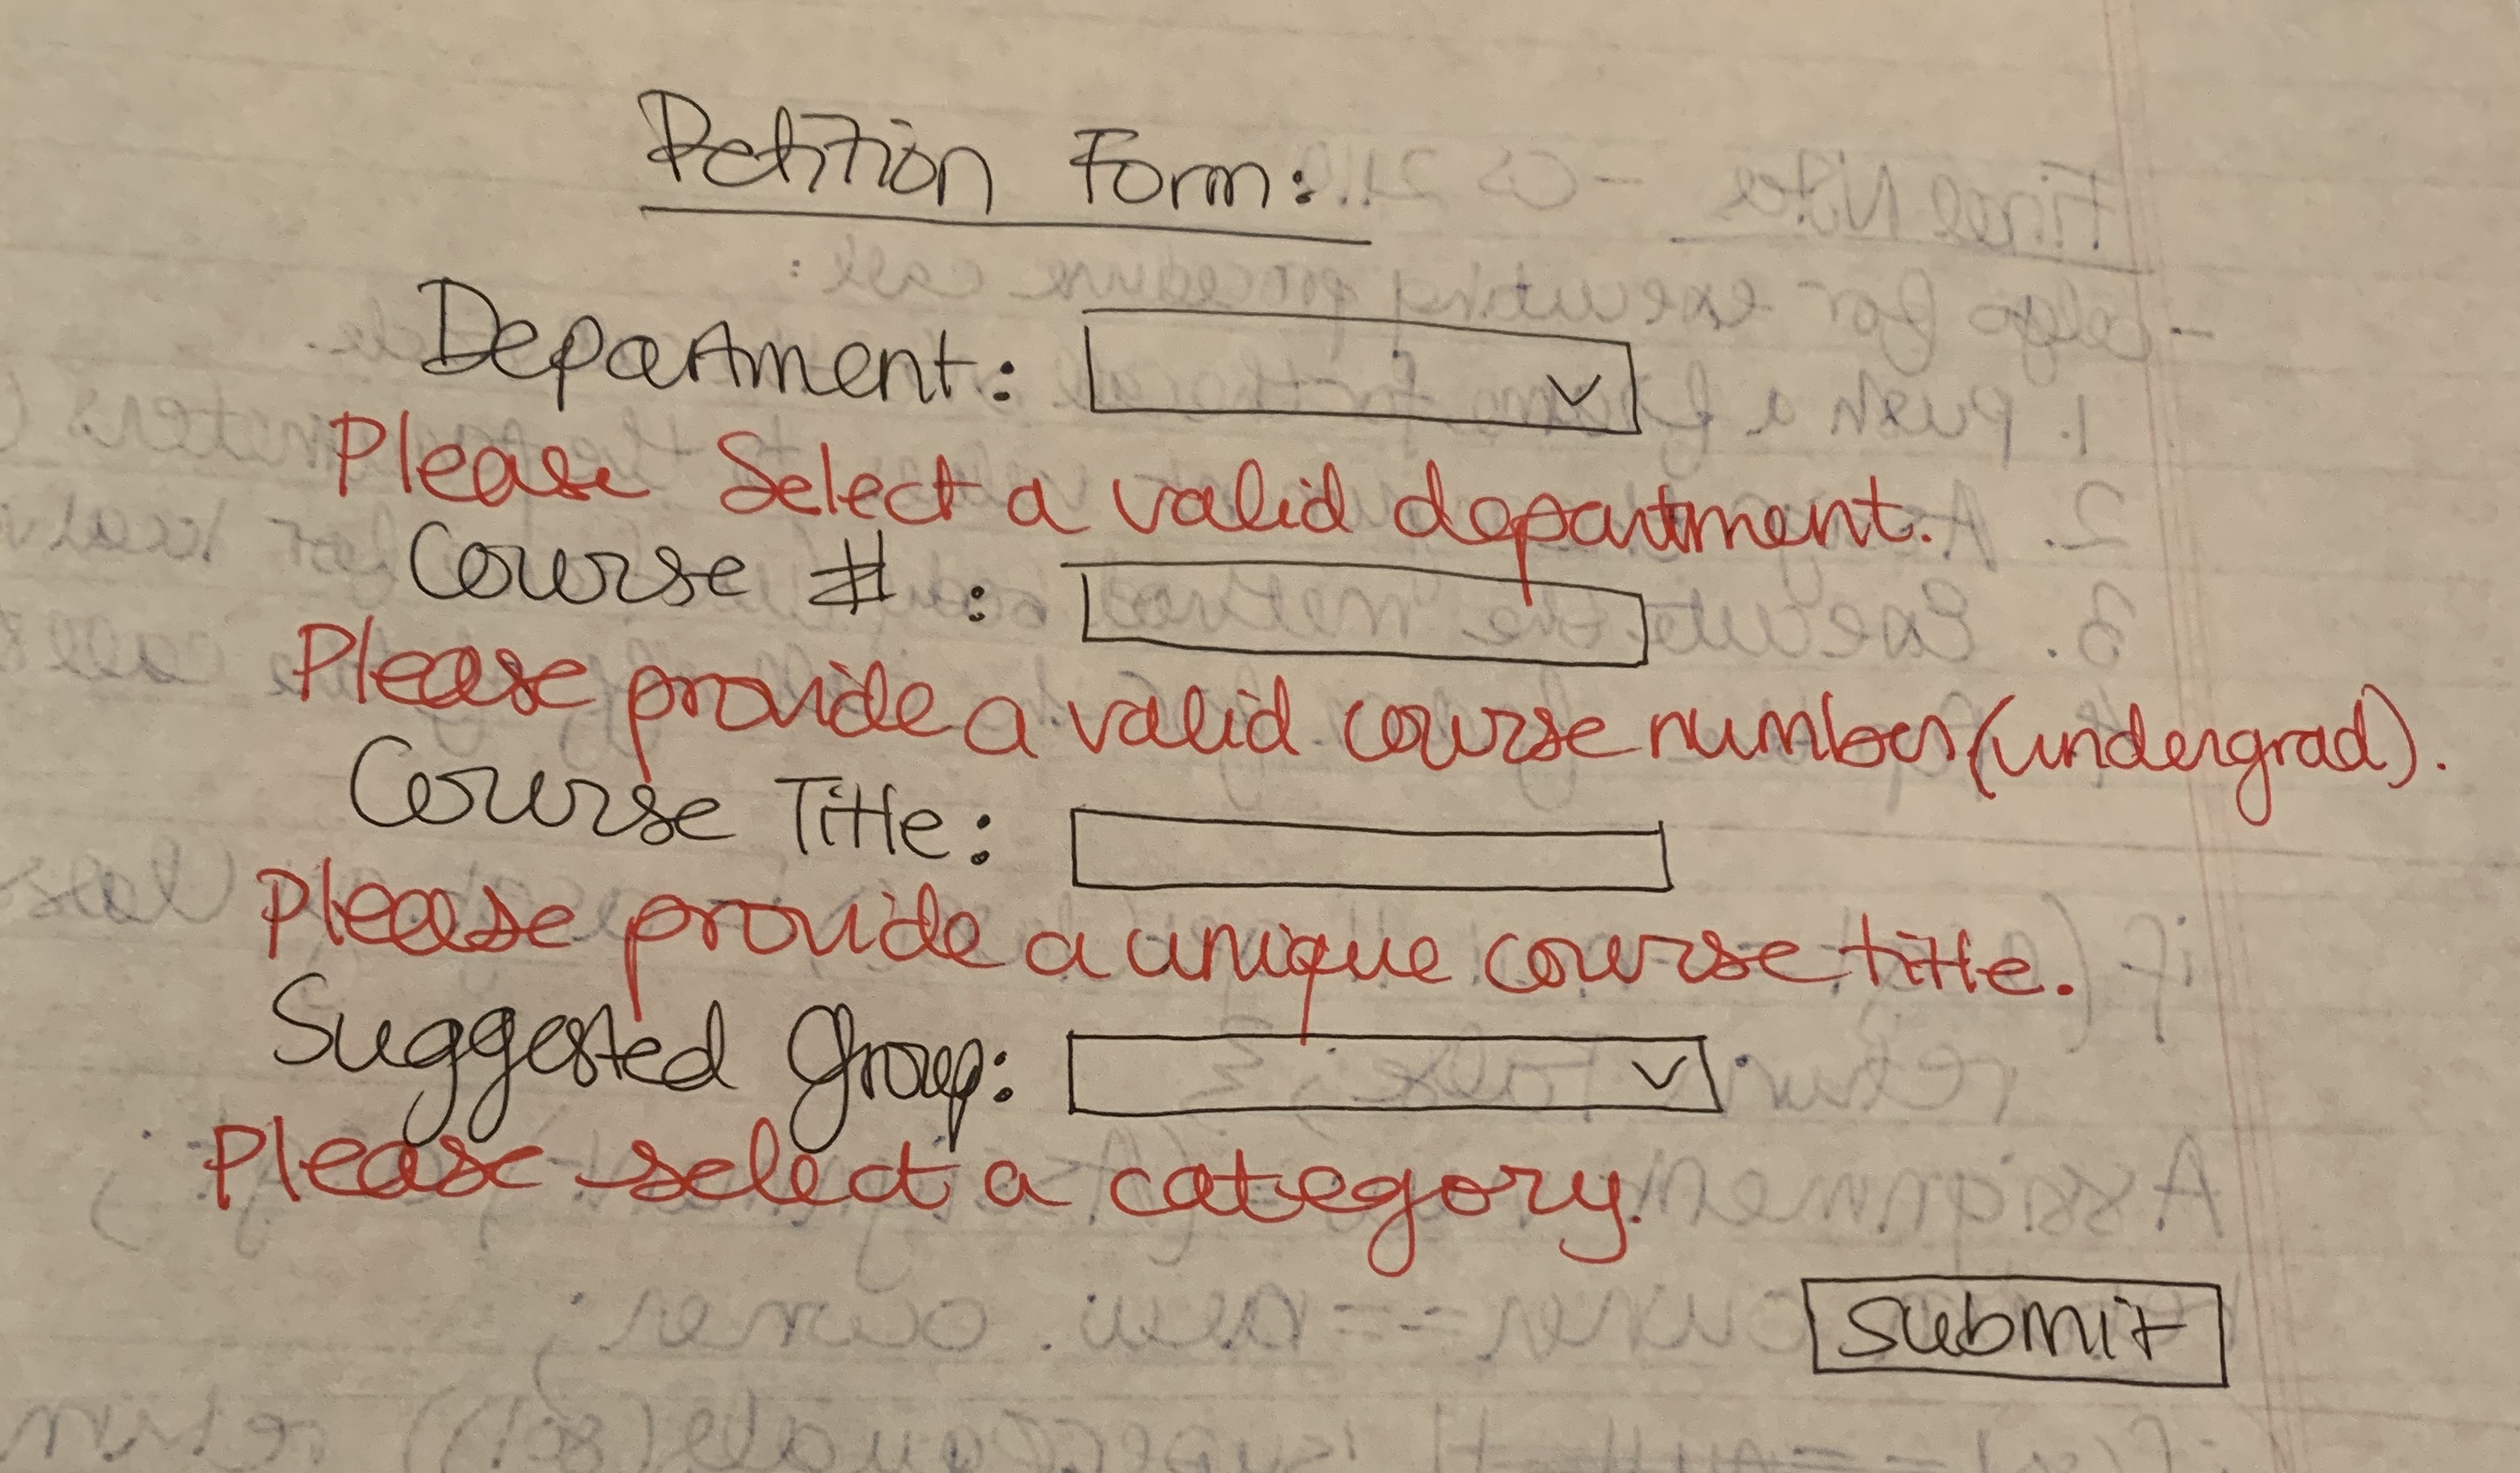 Petition Form:
Department:
Please Select a valid department.
Course # :
Please provide a valid course number (undergrad).
Course Title:
Please provide a unique course title.
Suggested Group:
Please select a category.
Submit